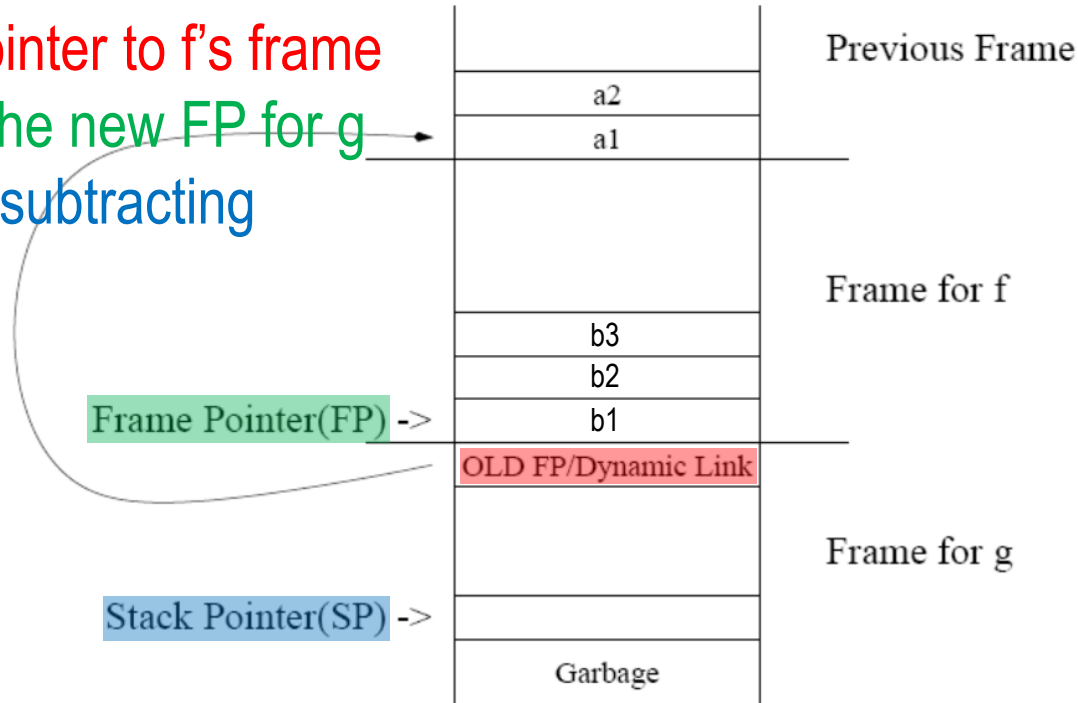 ointer to f's frame
he new FP for g
subtracting
Previous Frame
a2
a1
Frame for f
b3
b2
Frame Pointer(FP) -> b1
OLD FP/Dynamic Link
Frame for g
Stack Pointer(SP) ->
Garbage